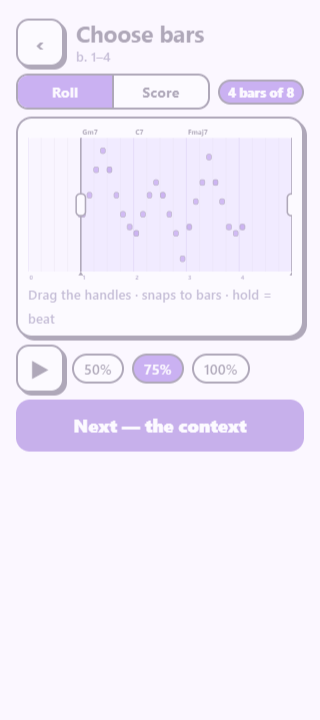 ‹
Choose bars
b. 1–4
Roll
Score
4 bars of 8
Gm7 C7 Fmaj7
0 1 2 3 4
Drag the handles · snaps to bars · hold =
beat
50%
75%
100%
Next — the context